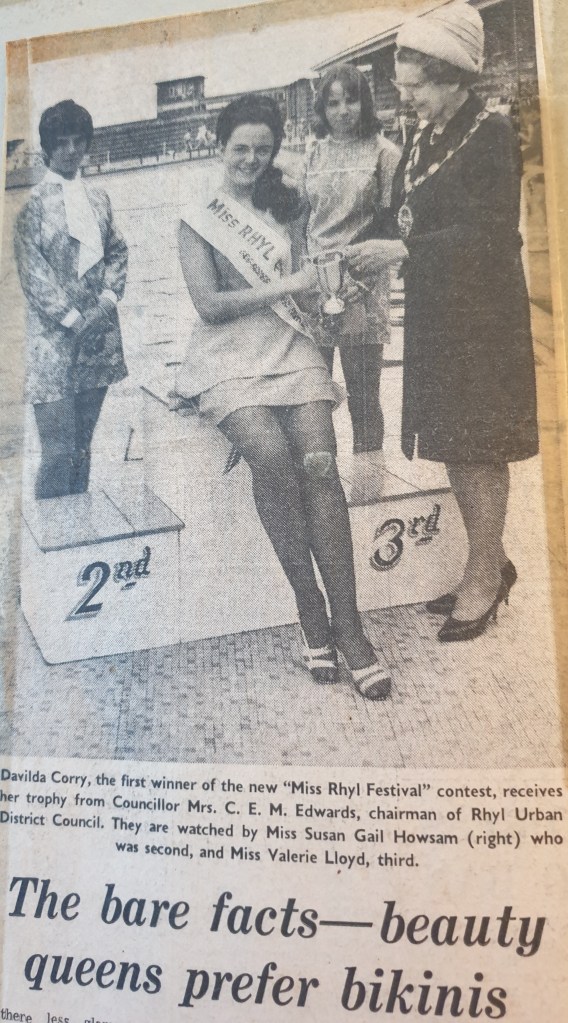 MISS RHYL
2nd
3rd
Davilda Corry, the first winner of the new "Miss Rhyl Festival" contest, receives
her trophy from Councillor Mrs. C. E. M. Edwards, chairman of Rhyl Urban
District Council. They are watched by Miss Susan Gail Howsam (right) who
was second, and Miss Valerie Lloyd, third.
The bare facts—beauty
queens prefer bikinis
there less